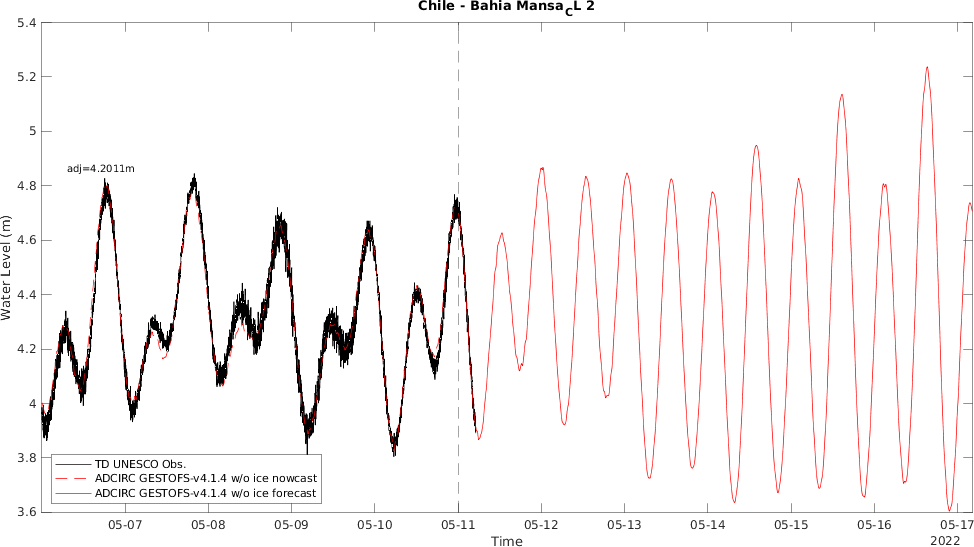 Chile - Bahia Mansa_CL 2
5.4
5.2
5
4.8
4.6
4.4
4.2
4
3.8
3.6
Water Level (m)
adj=4.2011m
TD UNESCO Obs.
ADCIRC GESTOFS-v4.1.4 w/o ice nowcast
ADCIRC GESTOFS-v4.1.4 w/o ice forecast
05-07 05-08 05-09 05-10 05-11 05-12 05-13 05-14 05-15 05-16 05-17
Time
2022